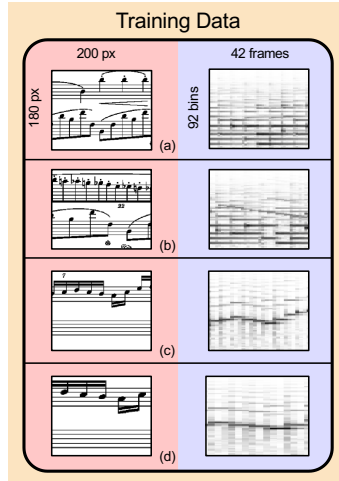 Training Data
200 px 42 frames
180 px 92 bins
(a)
22
(b)
7
(c)
(d)